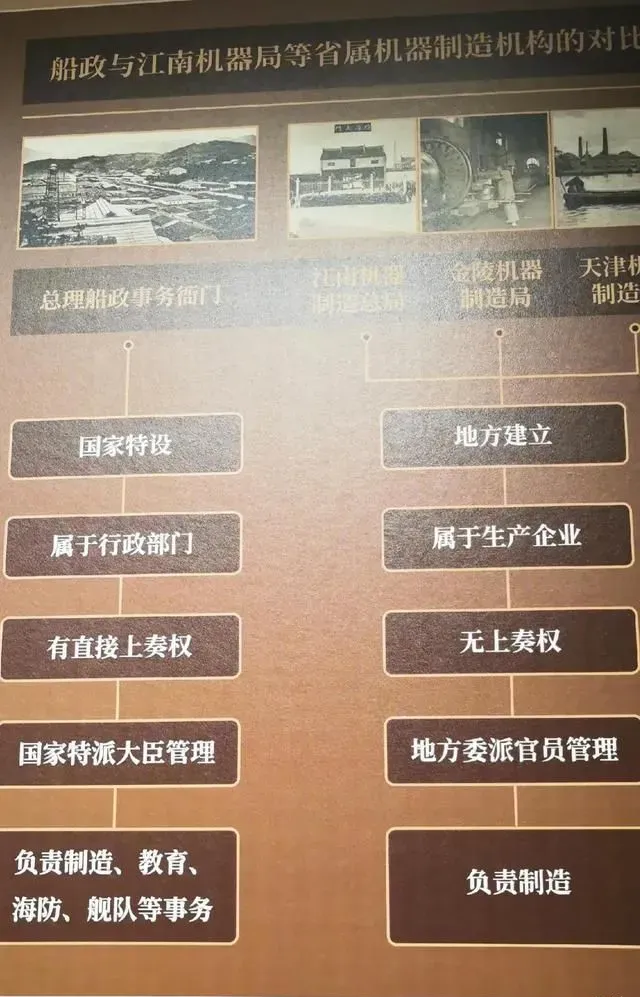 船政与江南机器局等省属机器制造机构的对比
总理船政事务衙门
江南机器
制造总局
金陵机器
制造局
天津机
制造
国家特设
属于行政部门
有直接上奏权
国家特派大臣管理
负责制造、教育、
海防、舰队等事务
地方建立
属于生产企业
无上奏权
地方委派官员管理
负责制造